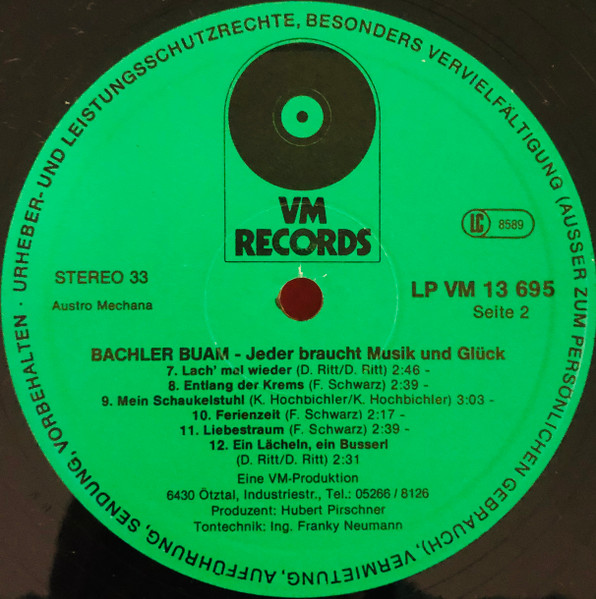 URHEBER- UND LEISTUNGSSCHUTZRECHTE, BESONDERS VERVIELFÄLTIGUNG (AUSSER ZUM PERSÖNLICHEN GEBRAUCH), VERMIETUNG, AUFFÜHRUNG, SENDUNG, VORBEHALTEN ·
VM
RECORDS
LC 8589
STEREO 33
LP VM 13 695
Austro Mechana
Seite 2
BACHLER BUAM - Jeder braucht Musik und Glück
7. Lach' mal wieder (D. Ritt/D. Ritt) 2:46 -
8. Entlang der Krems (F. Schwarz) 2:39 -
9. Mein Schaukelstuhl (K. Hochbichler/K. Hochbichler) 3:03 -
10. Ferienzeit (F. Schwarz) 2:17 -
11. Liebestraum (F. Schwarz) 2:39 -
12. Ein Lächeln, ein Busserl
(D. Ritt/D. Ritt) 2:31
Eine VM-Produktion
6430 Ötztal, Industriestr., Tel.: 05266 / 8126
Produzent: Hubert Pirschner
Tontechnik: Ing. Franky Neumann